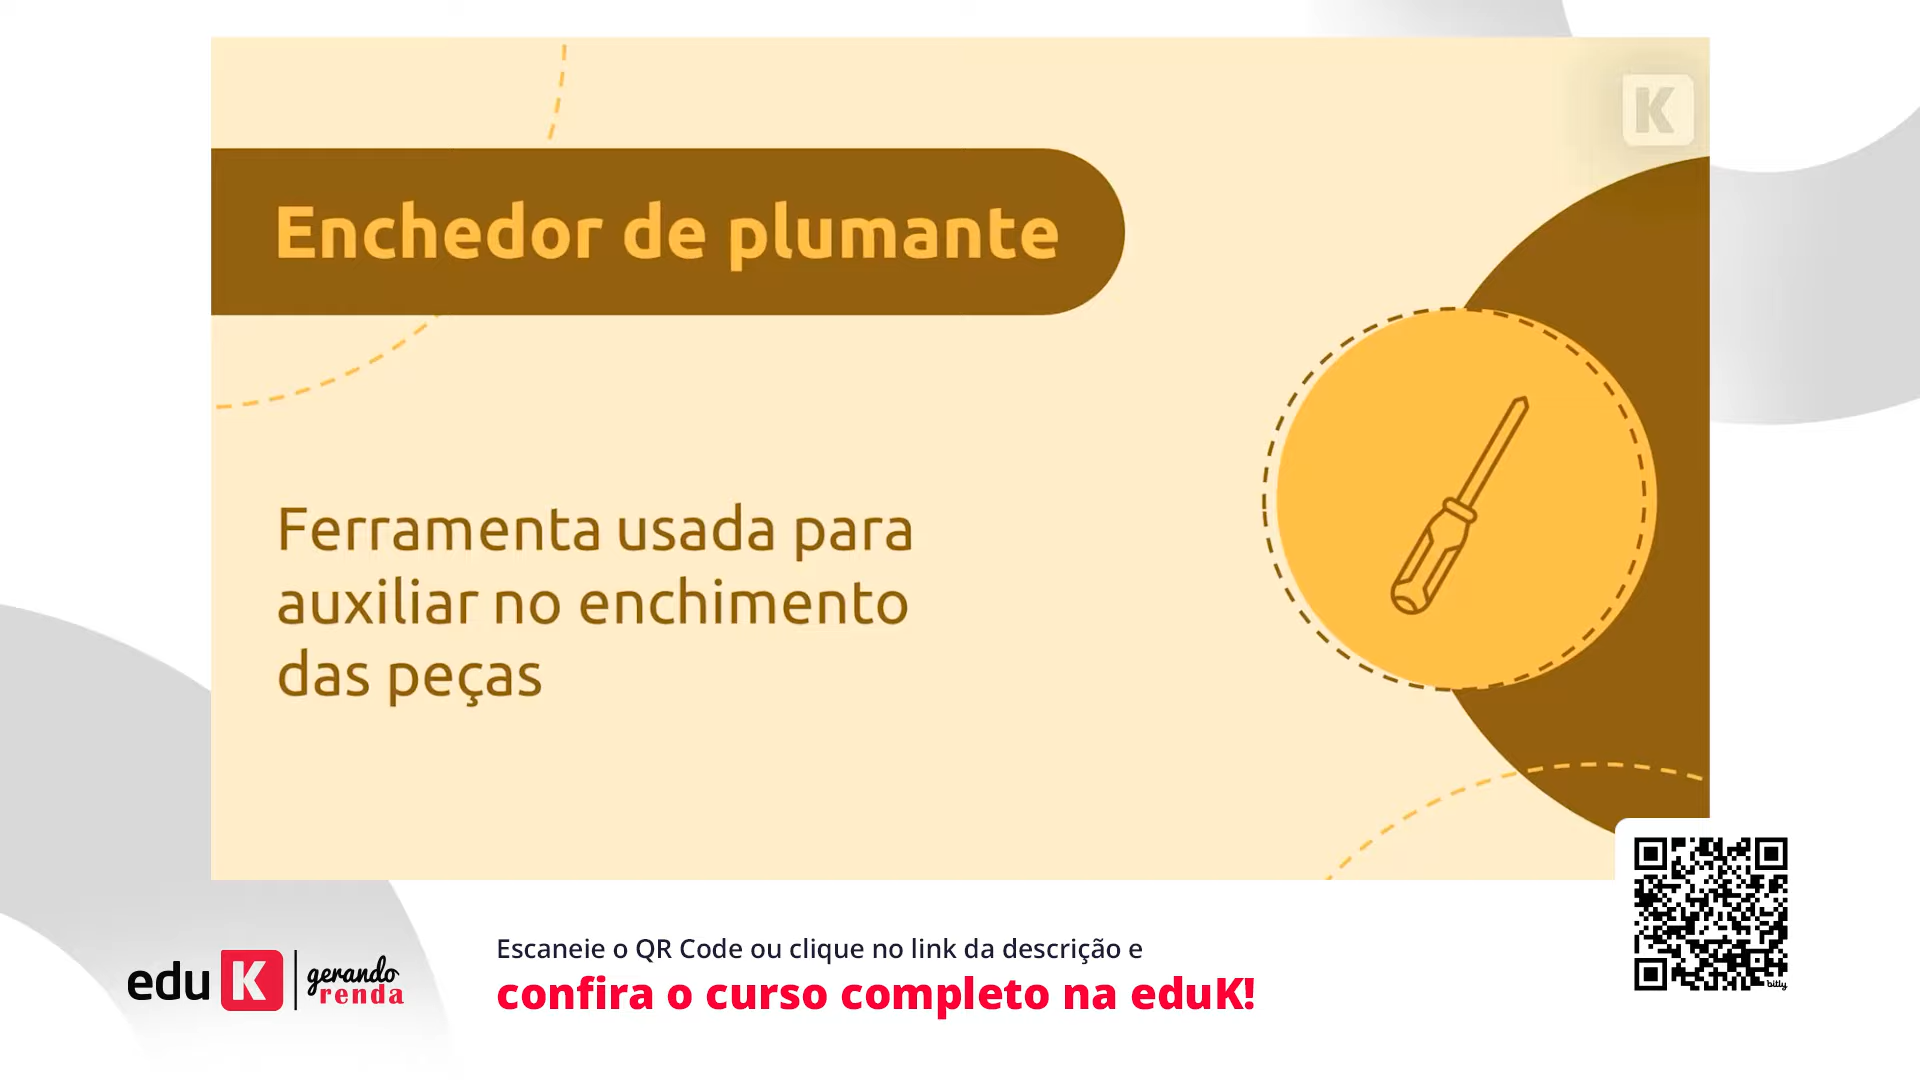 K
Enchedor de plumante
Ferramenta usada para
auxiliar no enchimento
das peças
Escaneie o QR Code ou clique no link da descrição e
confira o curso completo na eduK!
eduK
gerando
renda
bitly